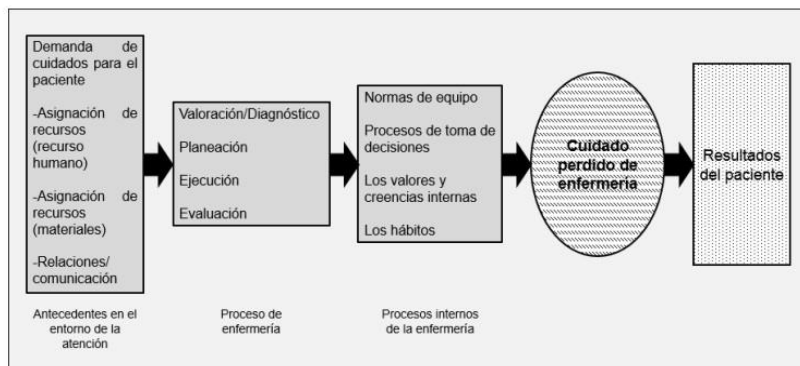 Demanda de
cuidados para el
paciente
-Asignación de
recursos
(recurso
humano)
-Asignación de
recursos
(materiales)
-Relaciones/
comunicación
Antecedentes en el
entorno de la
atención
Valoración/Diagnóstico
Planeación
Ejecución
Evaluación
Proceso de
enfermería
Normas de equipo
Procesos de toma de
decisiones
Los valores y
creencias internas
Los hábitos
Procesos internos
de la enfermería
Cuidado
perdido de
enfermería
Resultados
del paciente